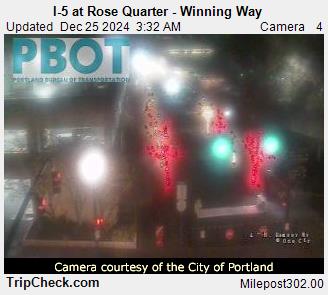 I-5 at Rose Quarter - Winning Way
Updated Dec 25 2024 3:32 AM Camera 4
PBOT
PORTLAND BUREAU OF TRANSPORTATION
Camera courtesy of the City of Portland
TripCheck.com Milepost302.00